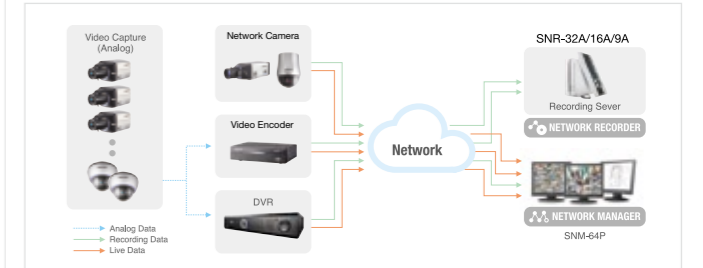 Video Capture
(Analog)
Network Camera
Video Encoder
DVR
Analog Data
Recording Data
Live Data
Network
SNR-32A/16A/9A
Recording Sever
NETWORK RECORDER
NETWORK MANAGER
SNM-64P